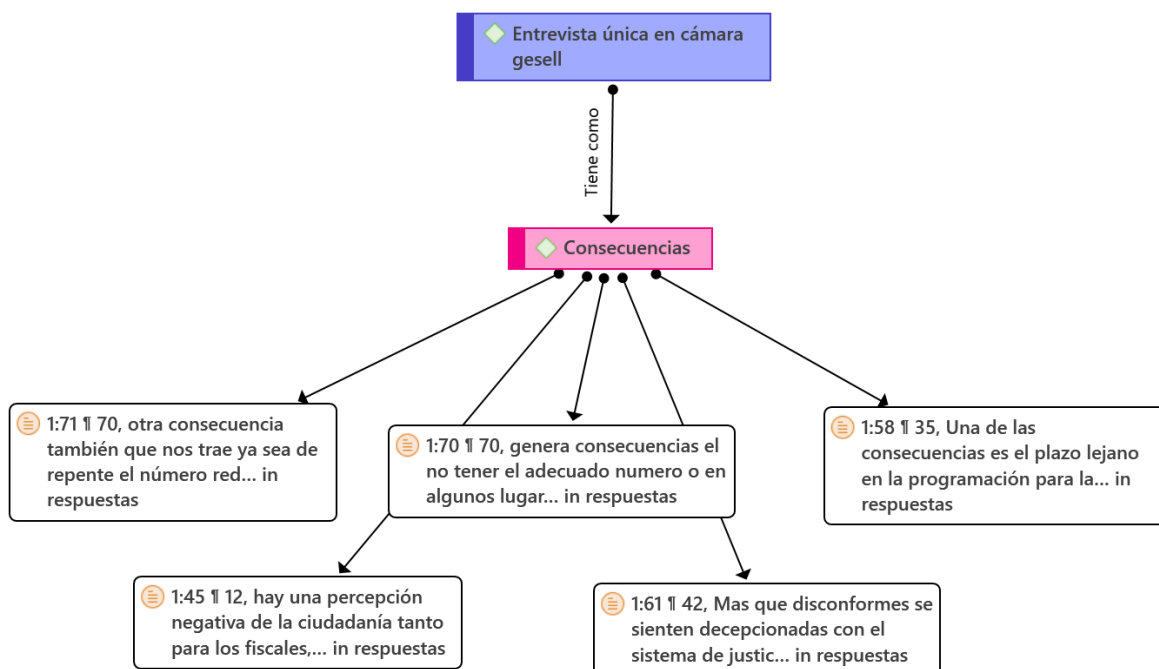 Entrevista única en cámara
gesell
Tiene como
Consecuencias
1:71 ¶ 70, otra consecuencia
también que nos trae ya sea de
repente el número red... in
respuestas
1:70 ¶ 70, genera consecuencias el
no tener el adecuado numero o en
algunos lugar... in respuestas
1:58 ¶ 35, Una de las
consecuencias es el plazo lejano
en la programación para la... in
respuestas
1:45 ¶ 12, hay una percepción
negativa de la ciudadanía tanto
para los fiscales,... in respuestas
1:61 ¶ 42, Mas que disconformes se
sienten decepcionadas con el
sistema de justic... in respuestas